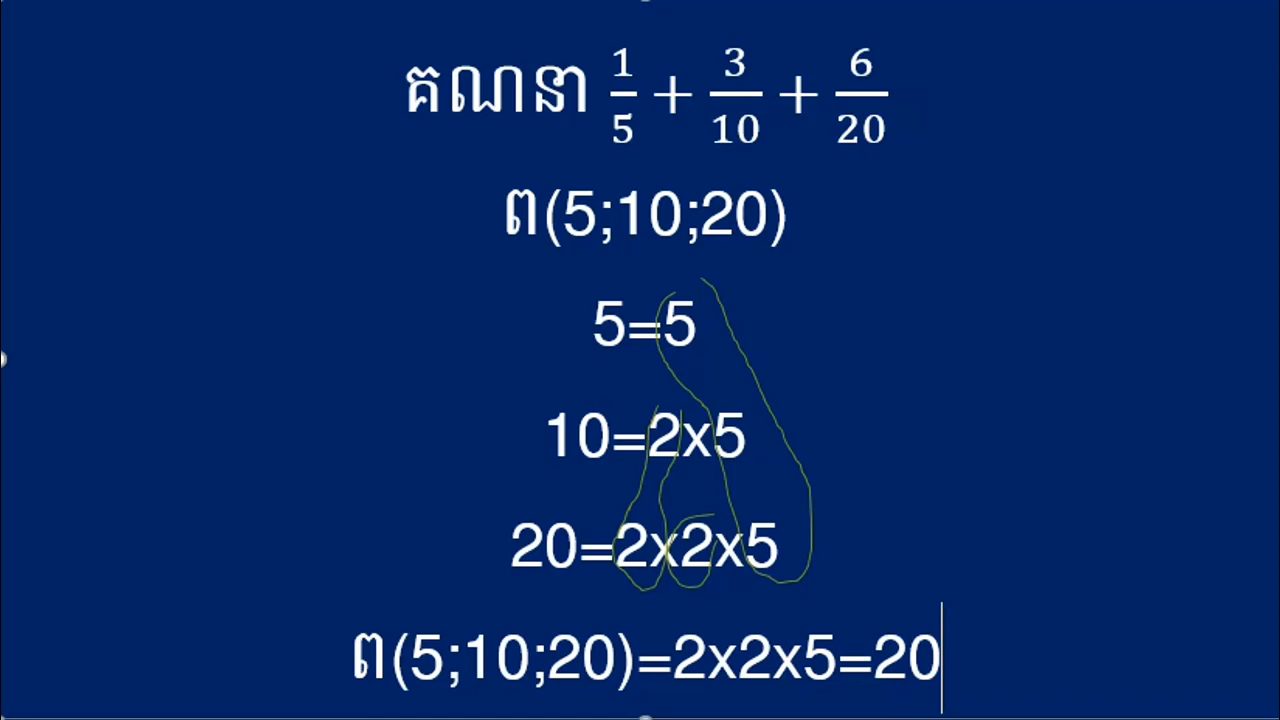 គណនា 1/5 + 3/10 + 6/20
ព(5;10;20)
5=5
10=2x5
20=2x2x5
ព(5;10;20)=2x2x5=20